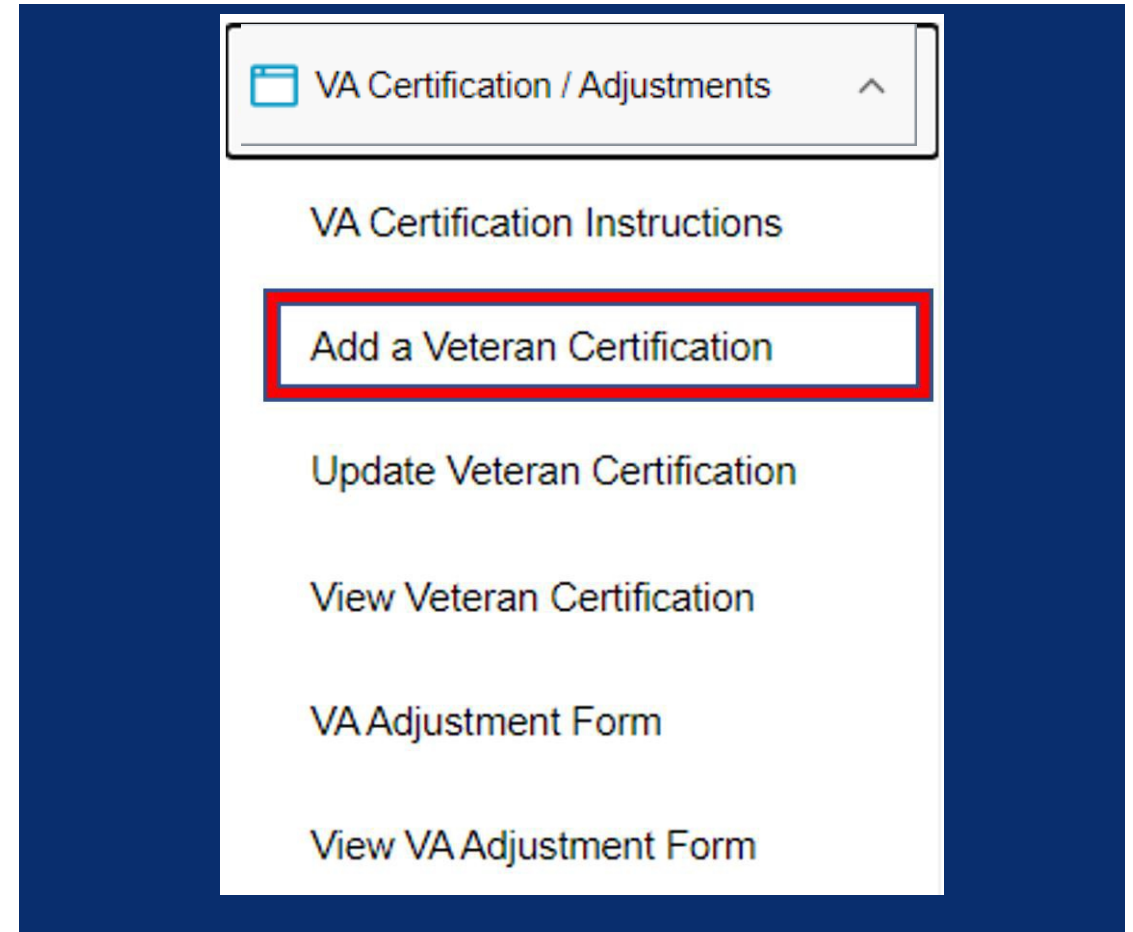 VA Certification / Adjustments
VA Certification Instructions
Add a Veteran Certification
Update Veteran Certification
View Veteran Certification
VA Adjustment Form
View VA Adjustment Form